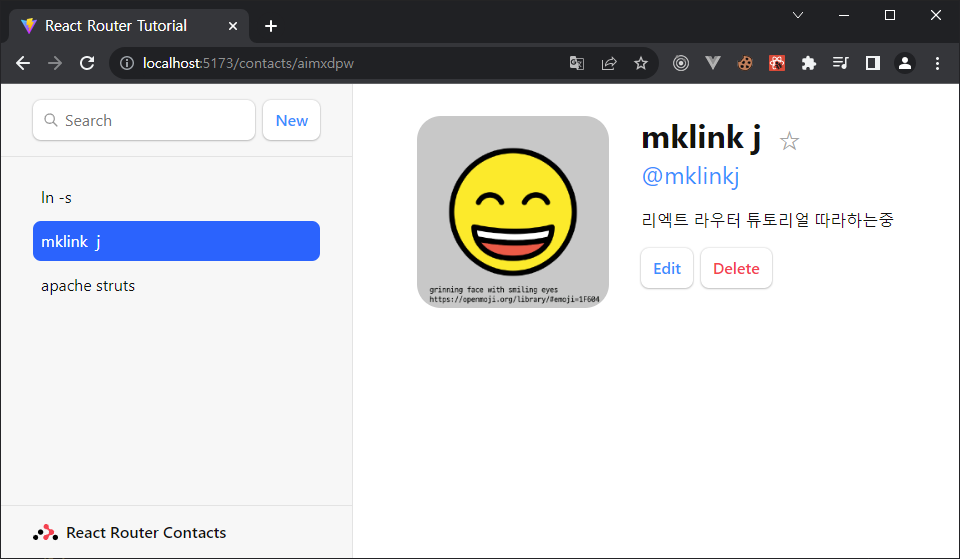 React Router Tutorial
localhost:5173/contacts/aimxdpw
Search
New
ln -s
mklink j
apache struts
React Router Contacts
grinning face with smiling eyes
https://openmoji.org/library/#emoji=1F604
mklink j ☆
@mklinkj
리엑트 라우터 튜토리얼 따라하는중
Edit
Delete